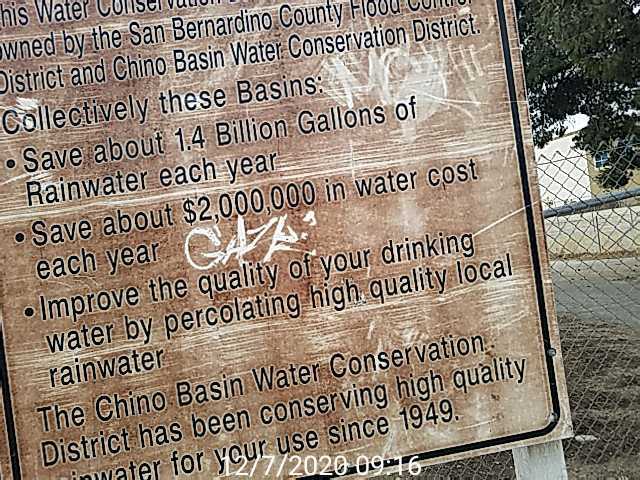 his Water Conservation
owned by the San Bernardino County Flood Contro
District and Chino Basin Water Conservation District.
Collectively these Basins:
• Save about 1.4 Billion Gallons of
Rainwater each year
• Save about $2,000,000 in water cost
each year
• Improve the quality of your drinking
water by percolating high quality local
rainwater
The Chino Basin Water Conservation
District has been conserving high quality
inwater for your use since 1949.
12/7/2020 09:16